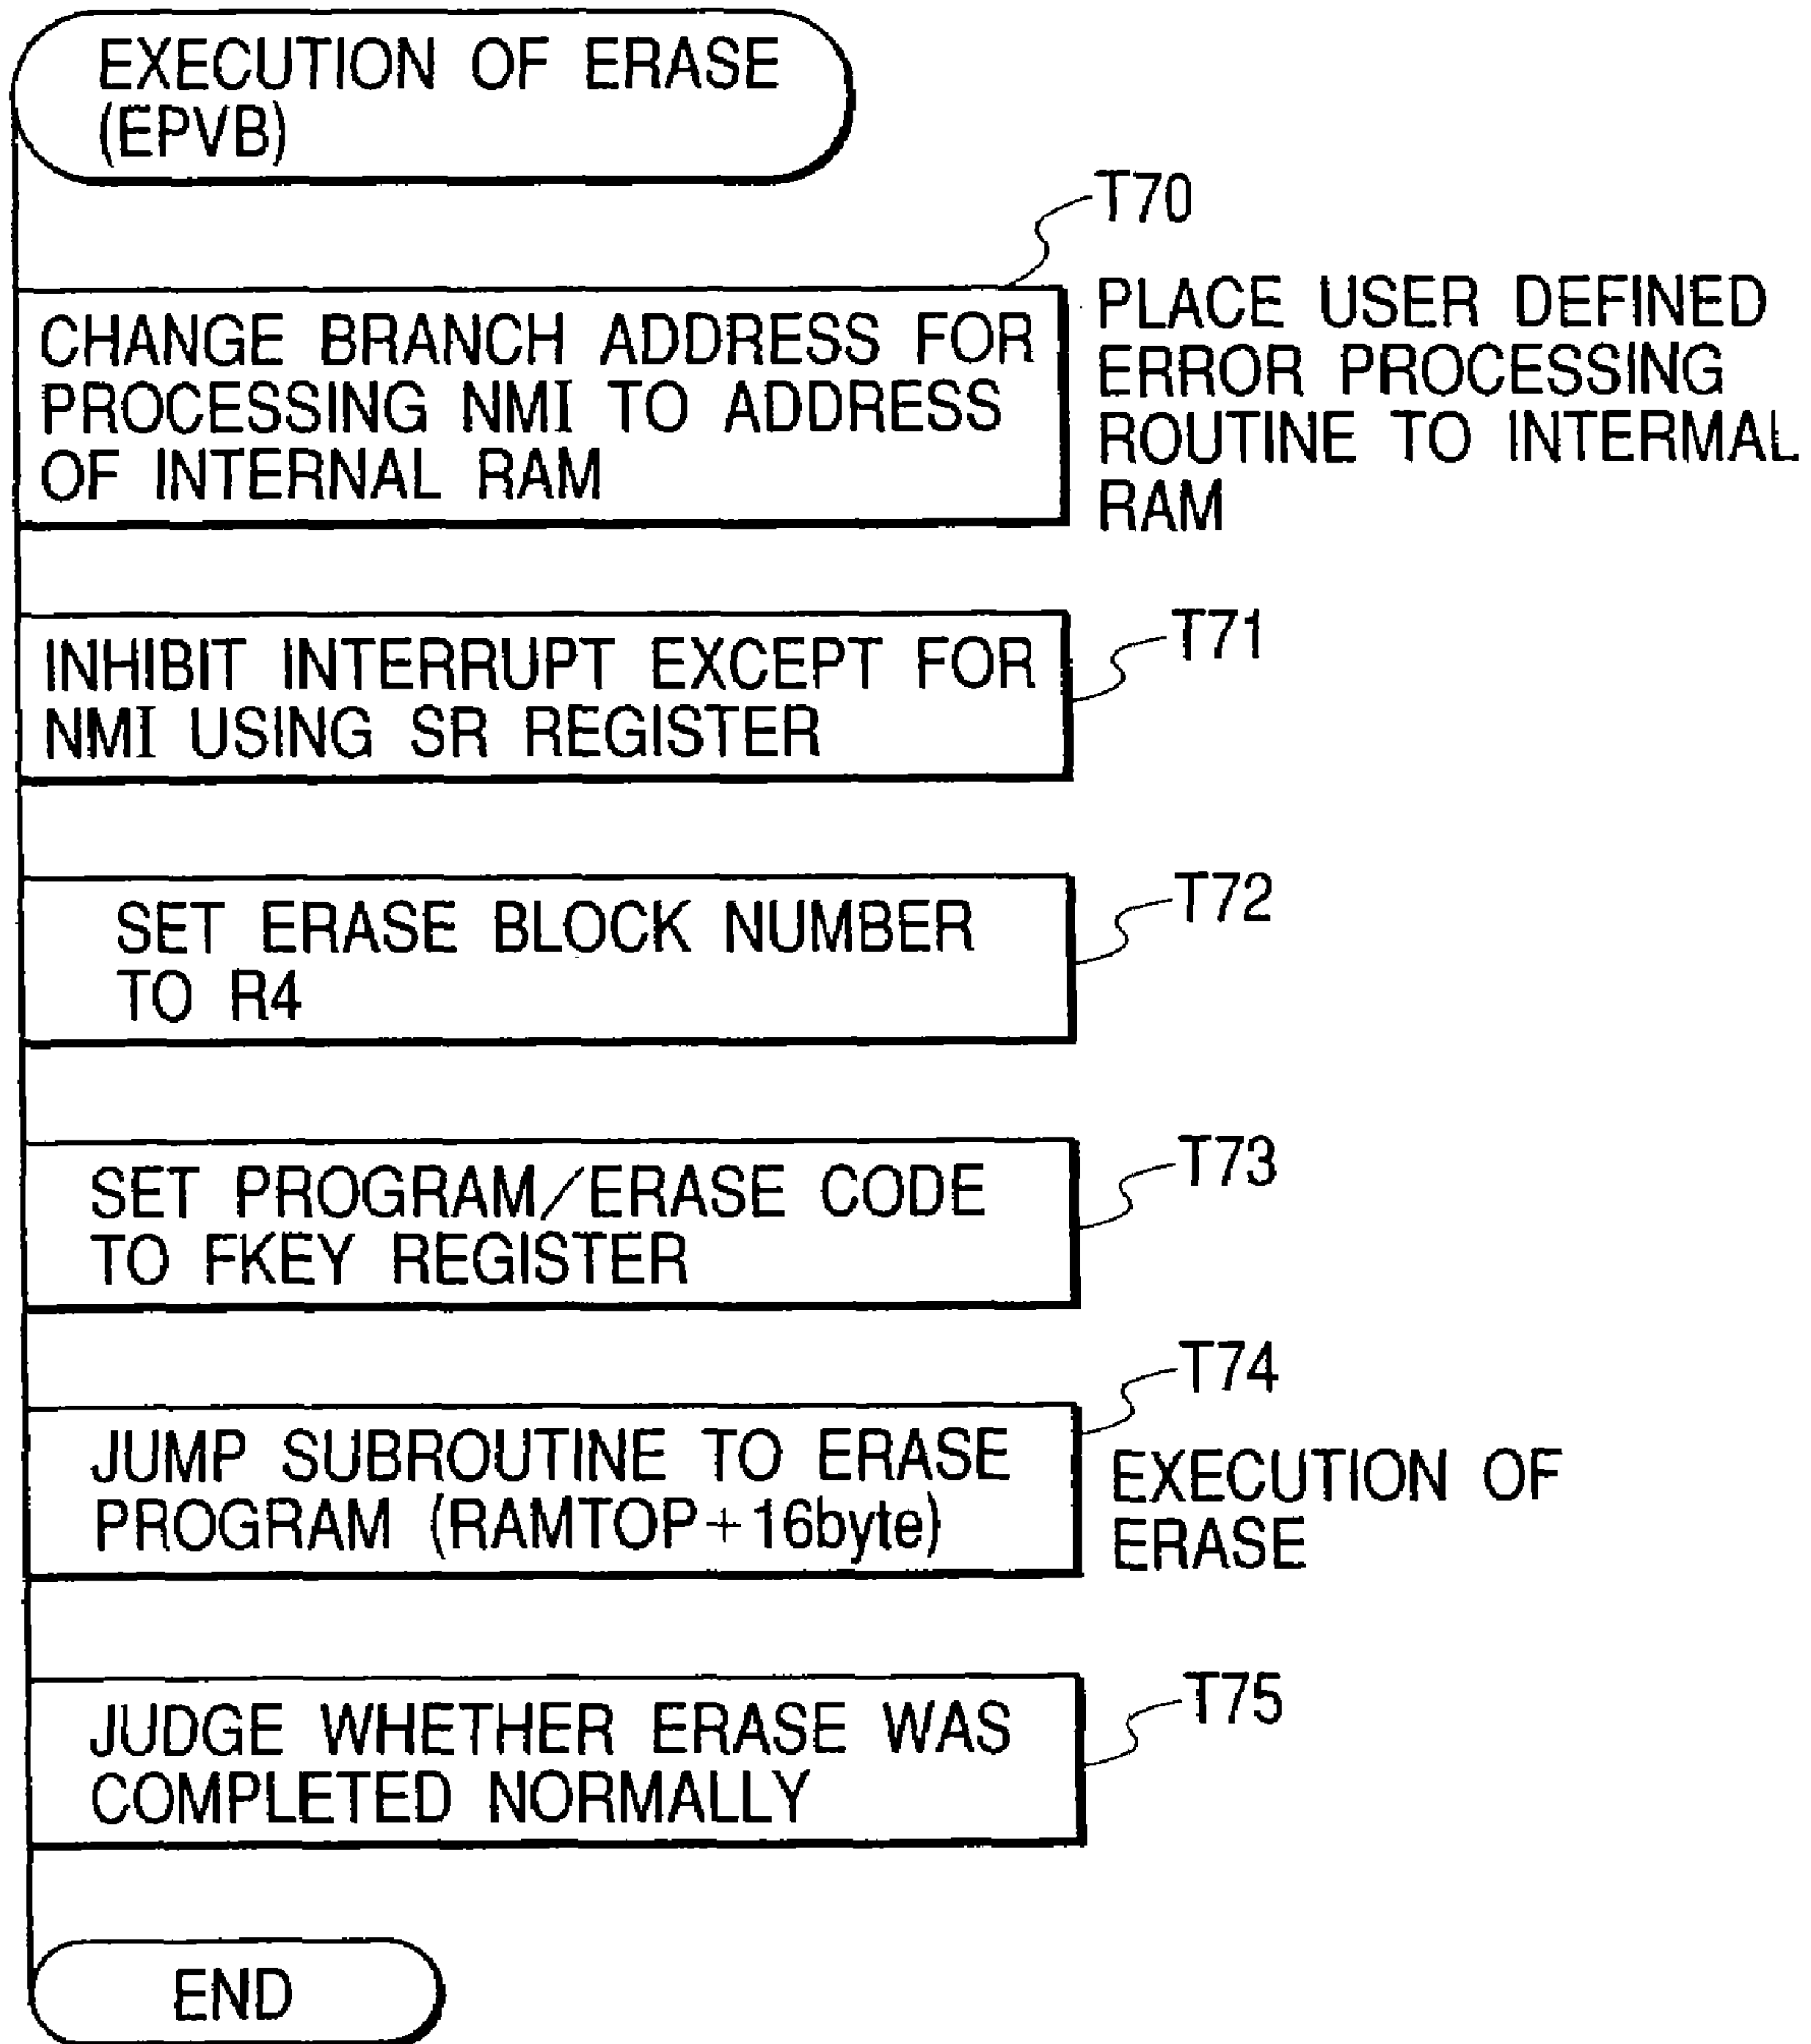 EXECUTION OF ERASE
(EPVB)
T70
CHANGE BRANCH ADDRESS FOR
PROCESSING NMI TO ADDRESS
OF INTERNAL RAM
PLACE USER DEFINED
ERROR PROCESSING
ROUTINE TO INTERMAL
RAM
T71
INHIBIT INTERRUPT EXCEPT FOR
NMI USING SR REGISTER
T72
SET ERASE BLOCK NUMBER
TO R4
T73
SET PROGRAM/ERASE CODE
TO FKEY REGISTER
T74
JUMP SUBROUTINE TO ERASE
PROGRAM (RAMTOP+16byte)
EXECUTION OF
ERASE
T75
JUDGE WHETHER ERASE WAS
COMPLETED NORMALLY
END